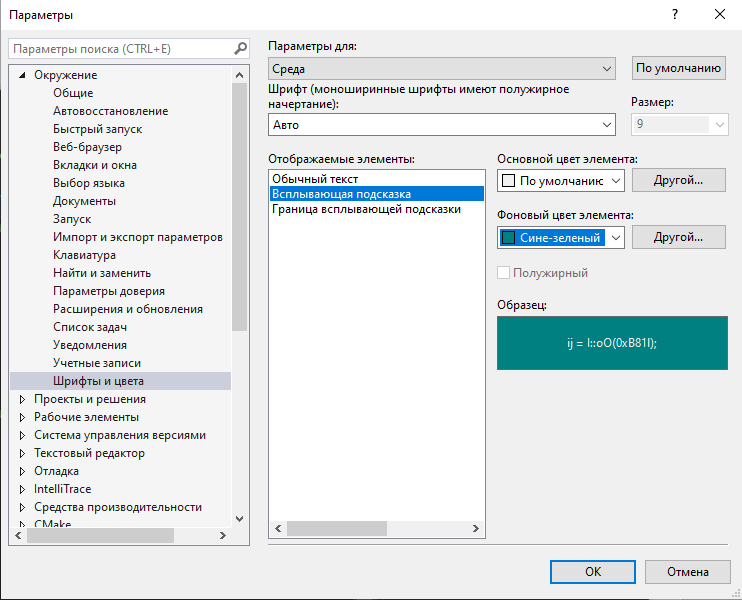 Параметры
?
Параметры поиска (CTRL+E)
Окружение
Общие
Автовосстановление
Быстрый запуск
Веб-браузер
Вкладки и окна
Выбор языка
Документы
Запуск
Импорт и экспорт параметров
Клавиатура
Найти и заменить
Параметры доверия
Расширения и обновления
Список задач
Уведомления
Учетные записи
Шрифты и цвета
Проекты и решения
Рабочие элементы
Система управления версиями
Текстовый редактор
Отладка
IntelliTrace
Средства производительности
CMake
Параметры для:
Среда
По умолчанию
Шрифт (моноширинные шрифты имеют полужирное
начертание):
Размер:
Авто
9
Отображаемые элементы:
Обычный текст
Всплывающая подсказка
Граница всплывающей подсказки
Основной цвет элемента:
По умолчанию
Другой...
Фоновый цвет элемента:
Сине-зеленый
Другой...
Полужирный
Образец:
ij = I::oO(0xB81l);
ОК
Отмена